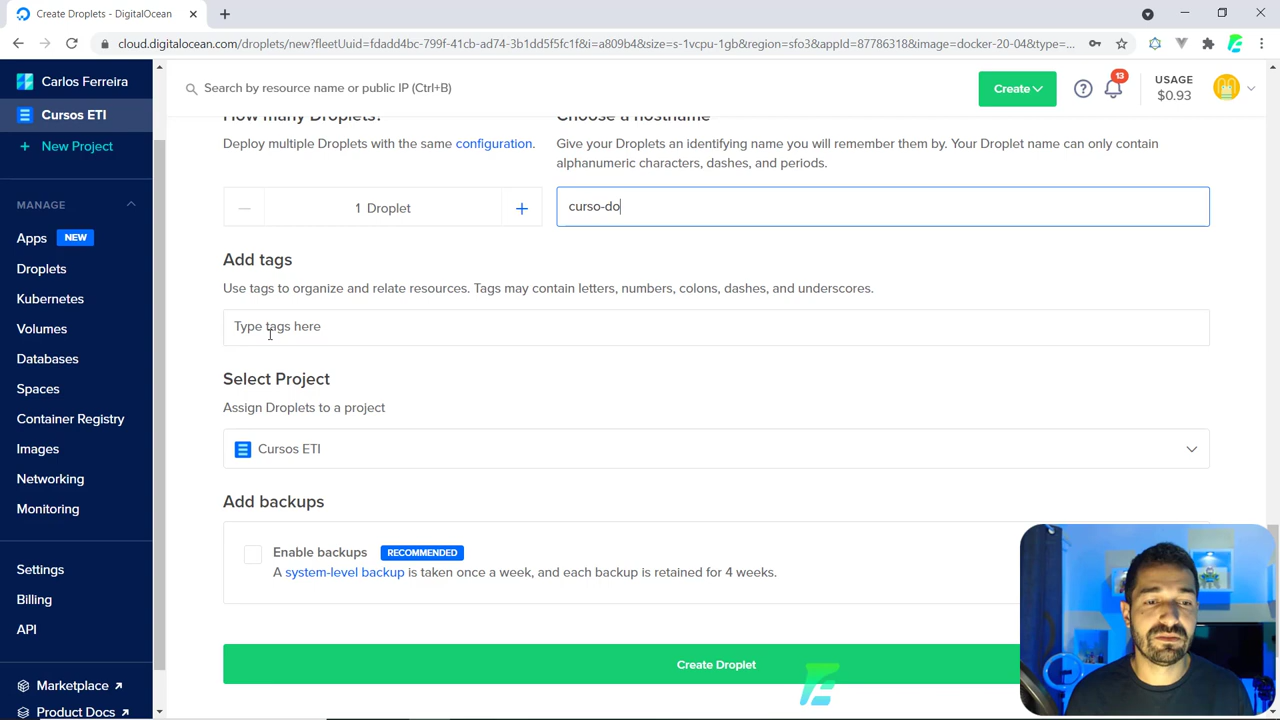 Create Droplets - DigitalOcean
cloud.digitalocean.com/droplets/new?fleetUuid=fdadd4bc-799f-41cb-ad74-3b1dd5f5fc1f&i=a809b4&size=s-1vcpu-1gb&region=sfo3&appId=87786318&image=docker-20-04&type=...
Carlos Ferreira
Search by resource name or public IP (Ctrl+B)
Create
13
USAGE
$0.93
Cursos ETI
+ New Project
How many Droplets?
Choose a hostname
Deploy multiple Droplets with the same configuration.
Give your Droplets an identifying name you will remember them by. Your Droplet name can only contain
alphanumeric characters, dashes, and periods.
1 Droplet
curso-do
MANAGE
Apps NEW
Droplets
Kubernetes
Volumes
Databases
Spaces
Container Registry
Images
Networking
Monitoring
Settings
Billing
API
Marketplace
Product Docs
Add tags
Use tags to organize and relate resources. Tags may contain letters, numbers, colons, dashes, and underscores.
Type tags here
Select Project
Assign Droplets to a project
Cursos ETI
Add backups
Enable backups RECOMMENDED
A system-level backup is taken once a week, and each backup is retained for 4 weeks.
Create Droplet